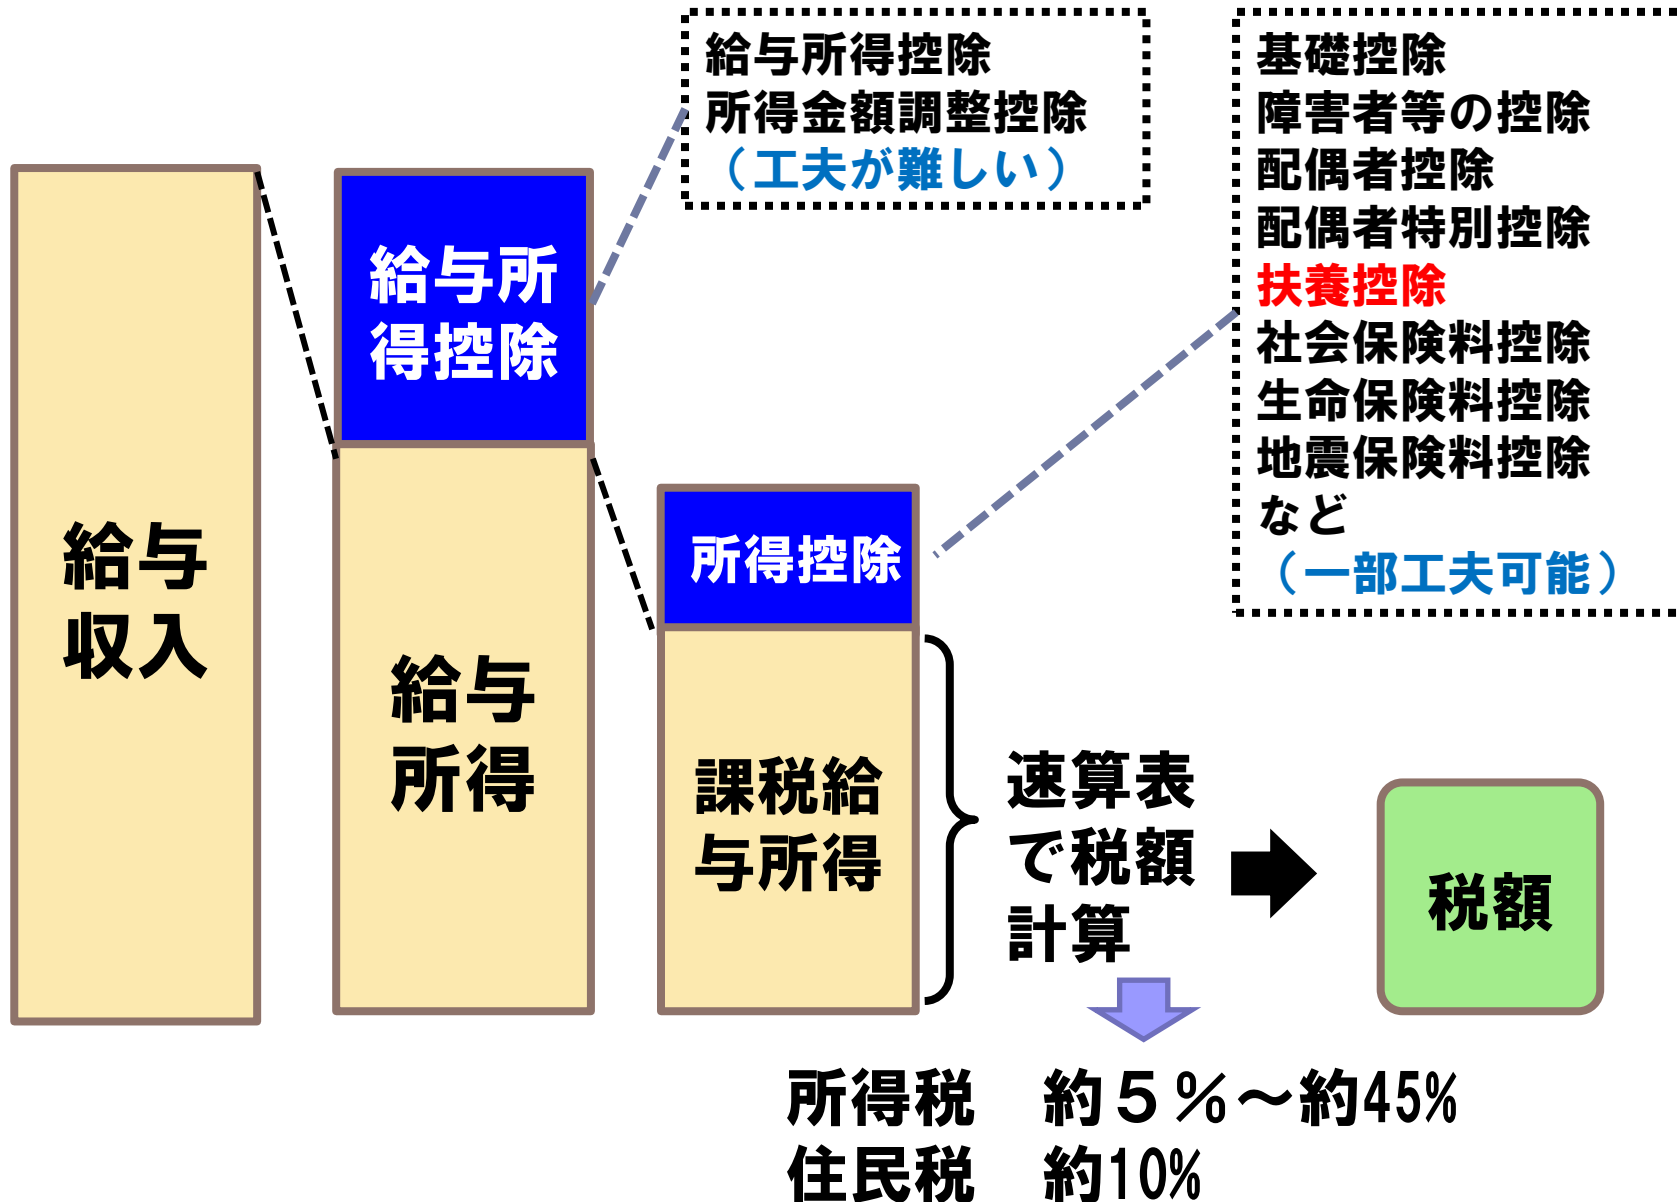 給与所得控除
所得金額調整控除
（工夫が難しい）
基礎控除
障害者等の控除
配偶者控除
配偶者特別控除
扶養控除
社会保険料控除
生命保険料控除
地震保険料控除
など
（一部工夫可能）
給与
収入
給与所
得控除
給与
所得
所得控除
課税給
与所得
速算表
で税額
計算
税額
所得税　約５％～約45%
住民税　約10%